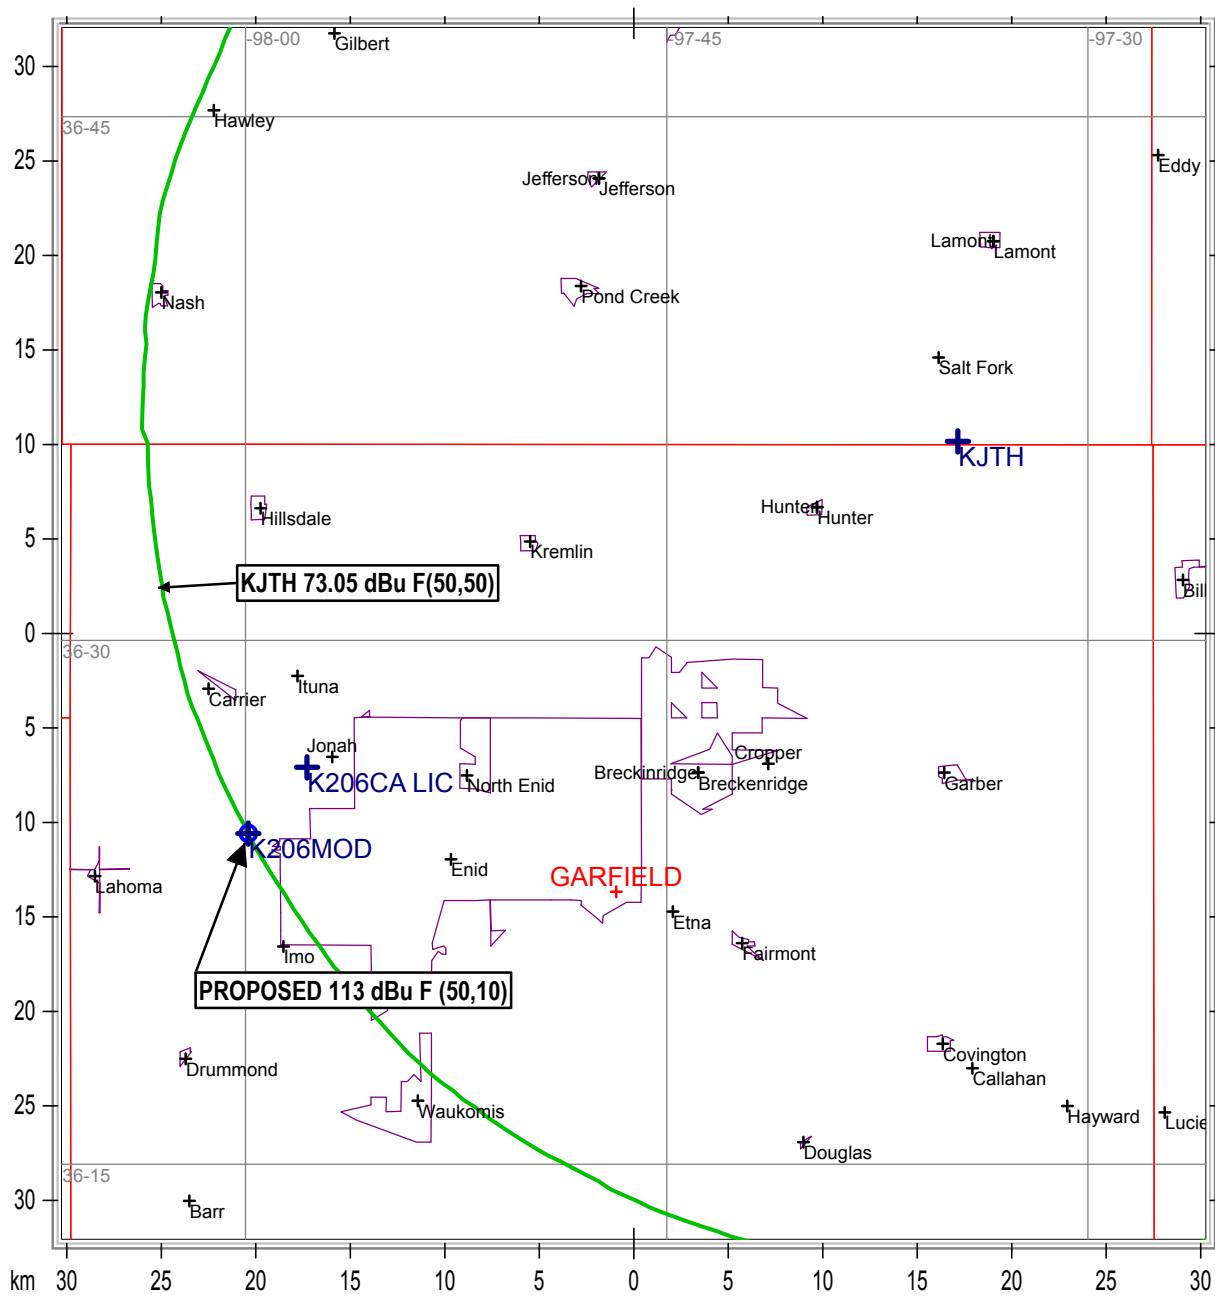 -98-00
-97-45
-97-30
Gilbert
30
Hawley
36-45
25
Jefferson
Jefferson
Eddy
20
Lamont
Lamont
Nash
Pond Creek
15
Salt Fork
10
KJTH
Hillsdale
Hunter
Hunter
5
Kremlin
KJTH 73.05 dBu F(50,50)
Bill
0
36-30
Carrier
Ituna
5
Jonah
K206CA LIC
North Enid
Breckinridge
Cropper
Breckenridge
Garber
10
K206MOD
Lahoma
Enid
GARFIELD
15
Etna
Imo
Fairmont
PROPOSED 113 dBu F (50,10)
20
Drummond
Covington
Callahan
25
Waukomis
Hayward
Lucie
Douglas
36-15
30
Barr
km 30 25 20 15 10 5 0 5 10 15 20 25 30